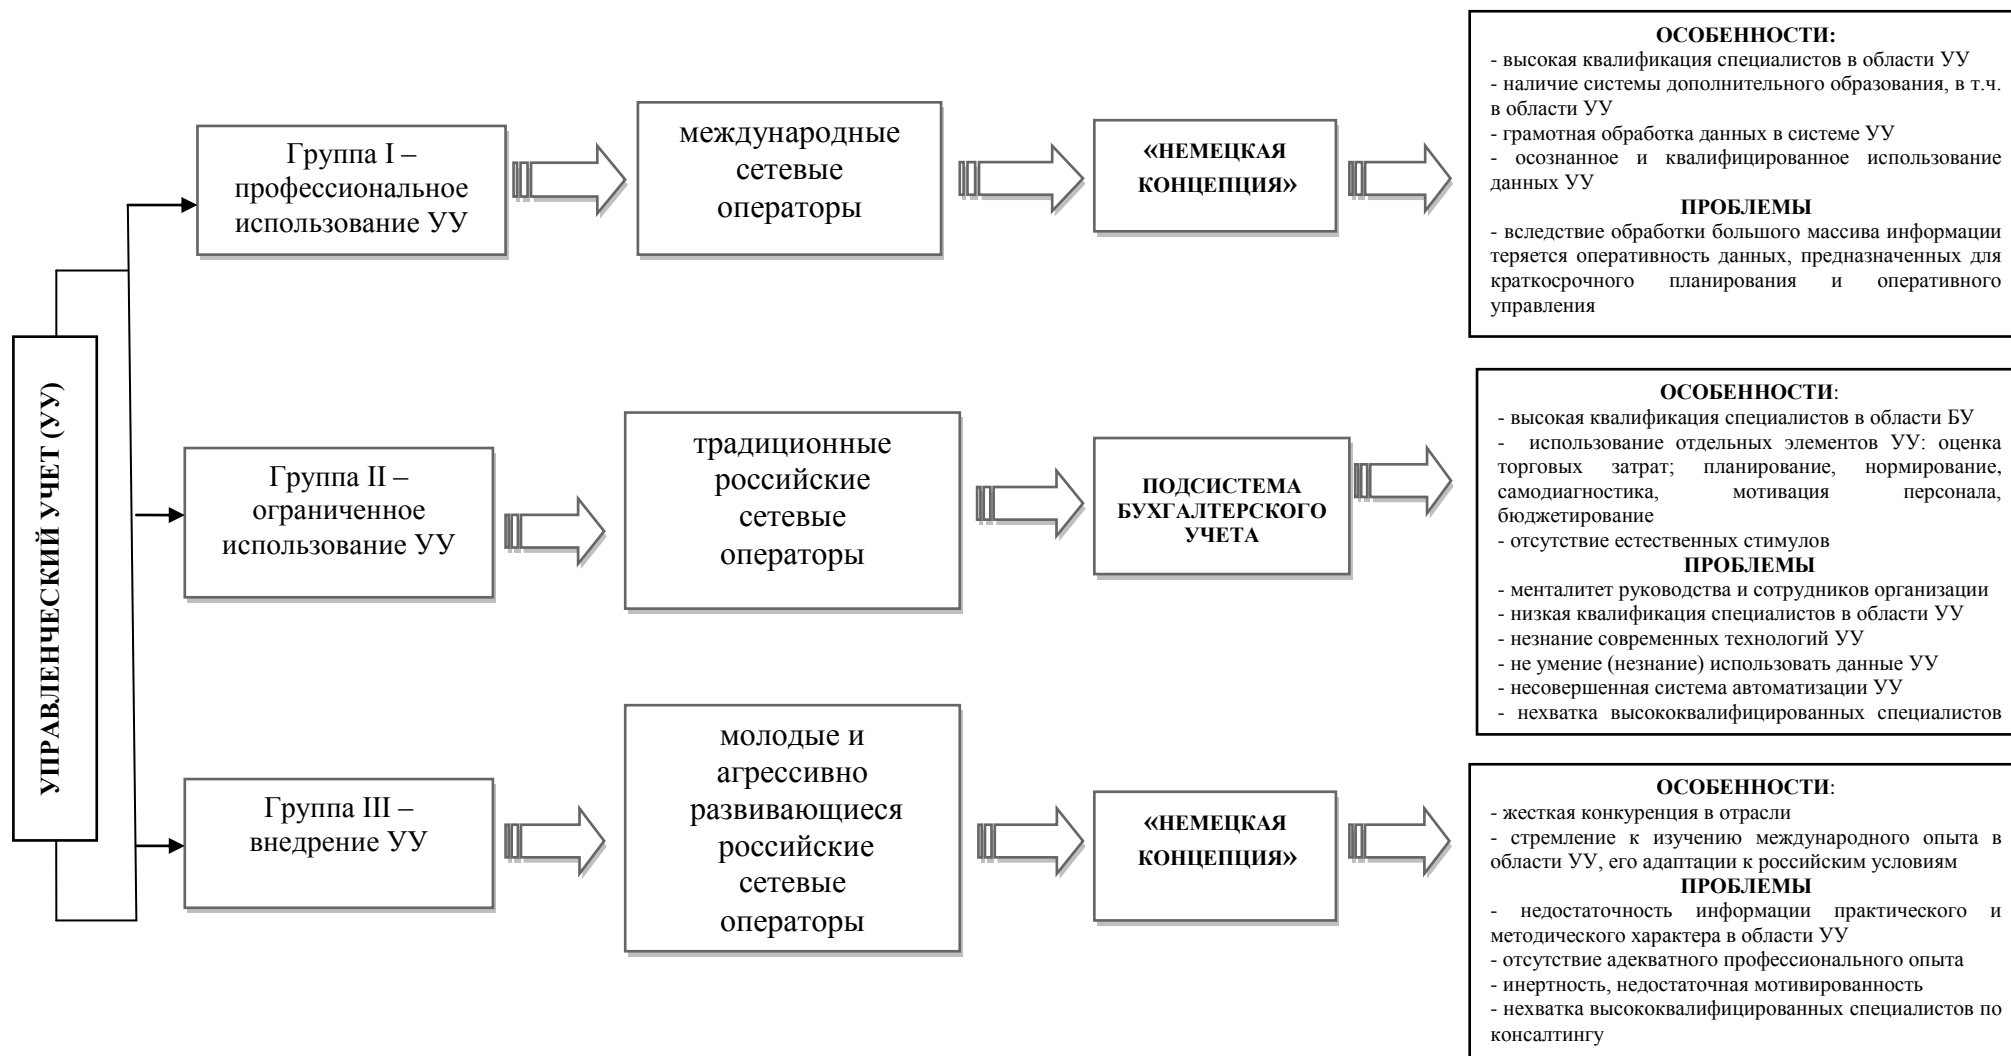 УПРАВЛЕНЧЕСКИЙ УЧЕТ (УУ)
Группа I –
профессиональное
использование УУ
международные
сетевые
операторы
«НЕМЕЦКАЯ
КОНЦЕПЦИЯ»
ОСОБЕННОСТИ:
- высокая квалификация специалистов в области УУ
- наличие системы дополнительного образования, в т.ч.
в области УУ
- грамотная обработка данных в системе УУ
- осознанное и квалифицированное использование
данных УУ
ПРОБЛЕМЫ
- вследствие обработки большого массива информации
теряется оперативность данных, предназначенных для
краткосрочного планирования и оперативного
управления
Группа II –
ограниченное
использование УУ
традиционные
российские
сетевые
операторы
ПОДСИСТЕМА
БУХГАЛТЕРСКОГО
УЧЕТА
ОСОБЕННОСТИ:
- высокая квалификация специалистов в области БУ
- использование отдельных элементов УУ: оценка
торговых затрат; планирование, нормирование,
самодиагностика, мотивация персонала,
бюджетирование
- отсутствие естественных стимулов
ПРОБЛЕМЫ
- менталитет руководства и сотрудников организации
- низкая квалификация специалистов в области УУ
- незнание современных технологий УУ
- не умение (незнание) использовать данные УУ
- несовершенная система автоматизации УУ
- нехватка высококвалифицированных специалистов
Группа III –
внедрение УУ
молодые и
агрессивно
развивающиеся
российские
сетевые
операторы
«НЕМЕЦКАЯ
КОНЦЕПЦИЯ»
ОСОБЕННОСТИ:
- жесткая конкуренция в отрасли
- стремление к изучению международного опыта в
области УУ, его адаптации к российским условиям
ПРОБЛЕМЫ
- недостаточность информации практического и
методического характера в области УУ
- отсутствие адекватного профессионального опыта
- инертность, недостаточная мотивированность
- нехватка высококвалифицированных специалистов по
консалтингу